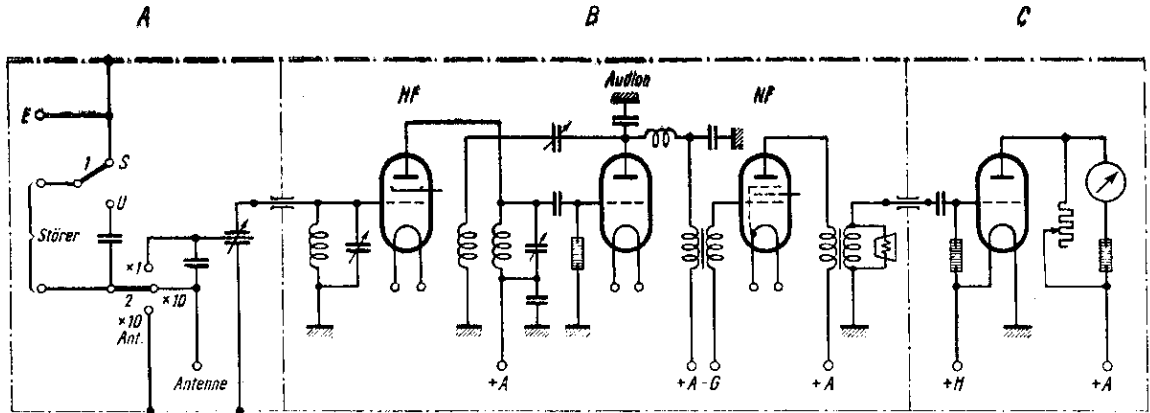 A B C
Audion
HF NF
E
1 S
U
Störer
×1
2 ×10
×10
Ant.
Antenne +A +A -G +A +H +A